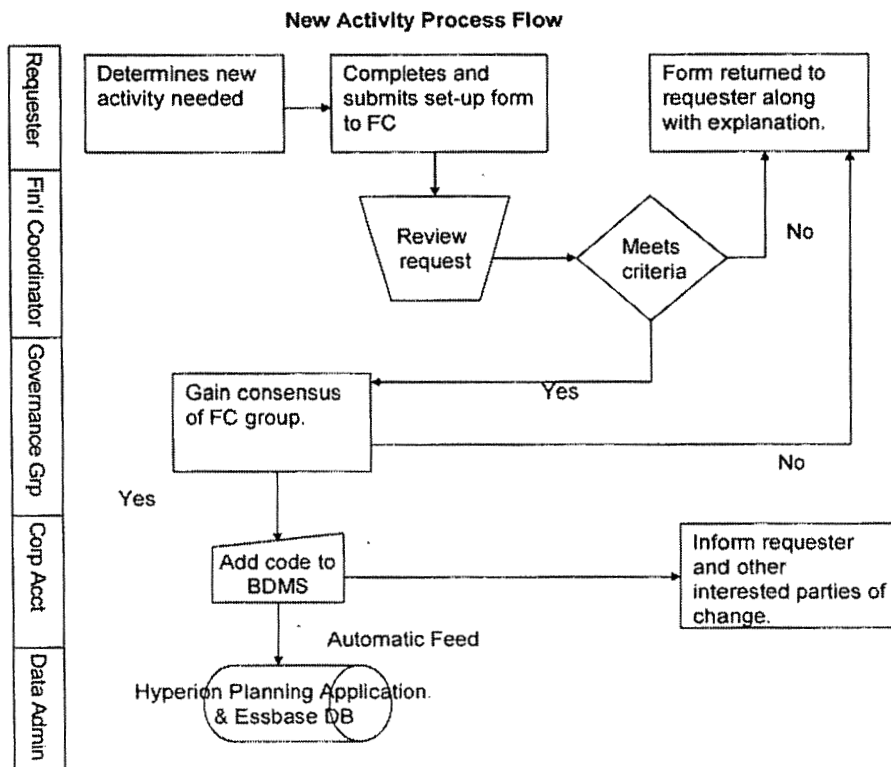 New Activity Process Flow
Requester
Determines new
activity needed
Completes and
submits set-up form
to FC
Form returned to
requester along
with explanation.
Fin'l Coordinator
Review
request
Meets
criteria
No
Governance Grp
Gain consensus
of FC group.
Yes
No
Yes
Corp Acct
Add code to
BDMS
Inform requester
and other
interested parties of
change.
Automatic Feed
Data Admin
Hyperion Planning Application.
& Essbase DB